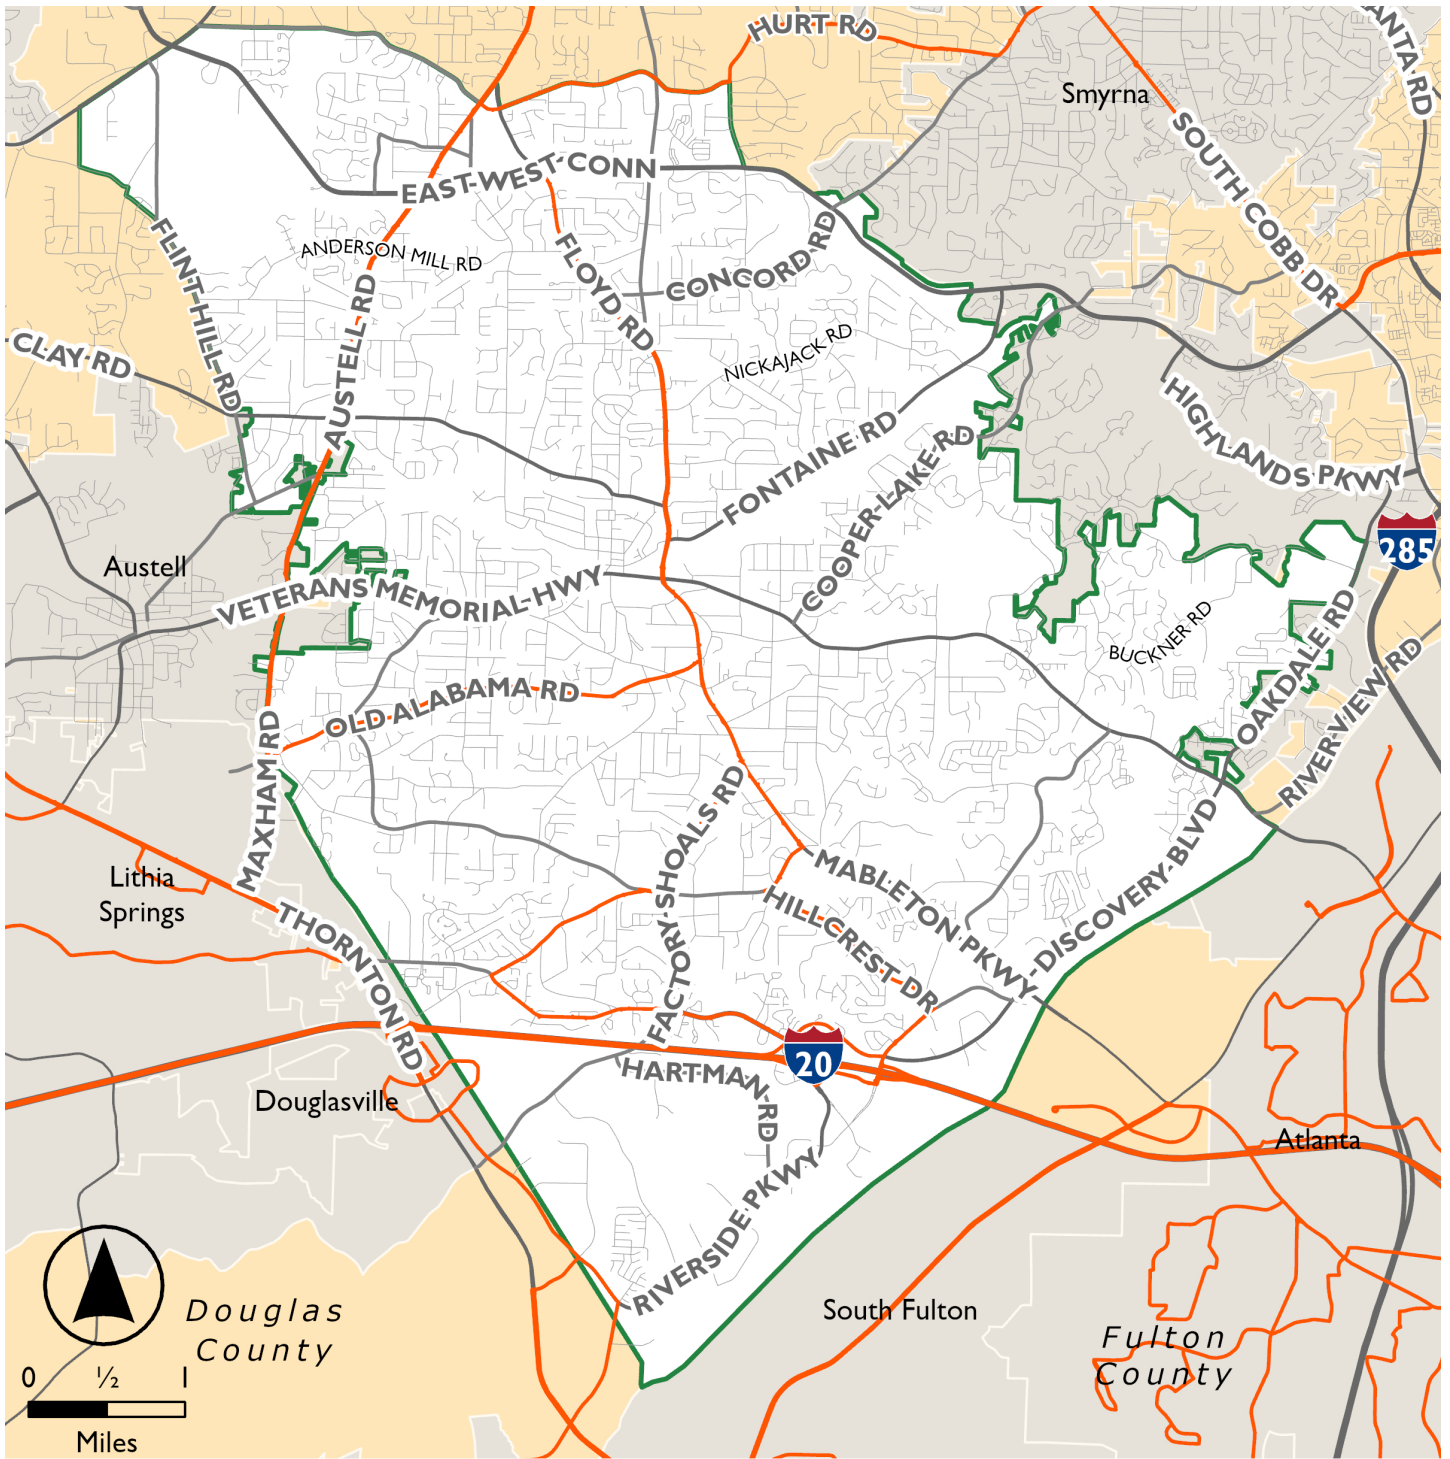 HURT RD
ANTA RD
Smyrna
SOUTH COBB DR
EAST-WEST-CONN
FLINT-HILL-RD
ANDERSON MILL RD
FLOYD RD
CONCORD RD
AUSTELL RD
CLAY RD
NICKAJACK RD
HIGHLANDS PKWY
FONTAINE RD
COOPER-LAKE-RD
285
Austell
VETERANS MEMORIAL-HWY
BUCKNER RD
OAKDALE RD
RIVER-VIEW-RD
OLD ALABAMA RD
MAXHAM RD
FACTORY-SHOALS RD
DISCOVERY-BLVD
MABLETON PKWY
HILLCREST DR
Lithia
Springs
THORNTON RD
20
HARTMAN-RD
Douglasville
Atlanta
RIVERSIDE PKWY
South Fulton
Douglas
County
Fulton
County
0 ½ 1
Miles